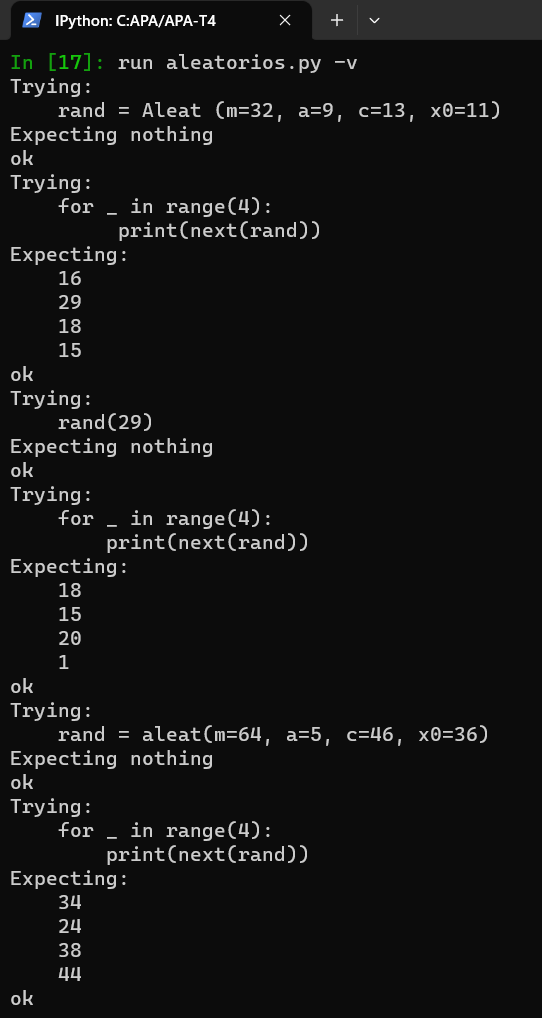 IPython: C:APA/APA-T4
In [17]: run aleatorios.py -v
Trying:
    rand = Aleat (m=32, a=9, c=13, x0=11)
Expecting nothing
ok
Trying:
    for _ in range(4):
         print(next(rand))
Expecting:
    16
    29
    18
    15
ok
Trying:
    rand(29)
Expecting nothing
ok
Trying:
    for _ in range(4):
        print(next(rand))
Expecting:
    18
    15
    20
    1
ok
Trying:
    rand = aleat(m=64, a=5, c=46, x0=36)
Expecting nothing
ok
Trying:
    for _ in range(4):
        print(next(rand))
Expecting:
    34
    24
    38
    44
ok